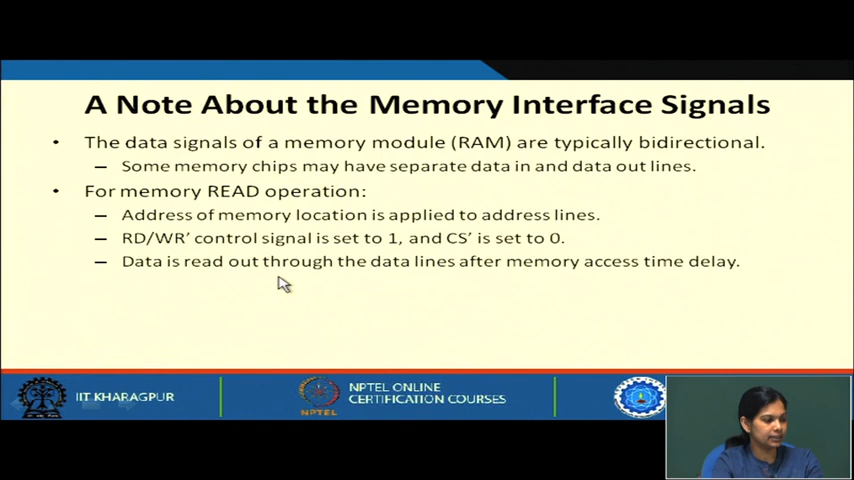 A Note About the Memory Interface Signals
• The data signals of a memory module (RAM) are typically bidirectional.
– Some memory chips may have separate data in and data out lines.
• For memory READ operation:
– Address of memory location is applied to address lines.
– RD/WR’ control signal is set to 1, and CS’ is set to 0.
– Data is read out through the data lines after memory access time delay.
IIT KHARAGPUR
NPTEL
NPTEL ONLINE
CERTIFICATION COURSES